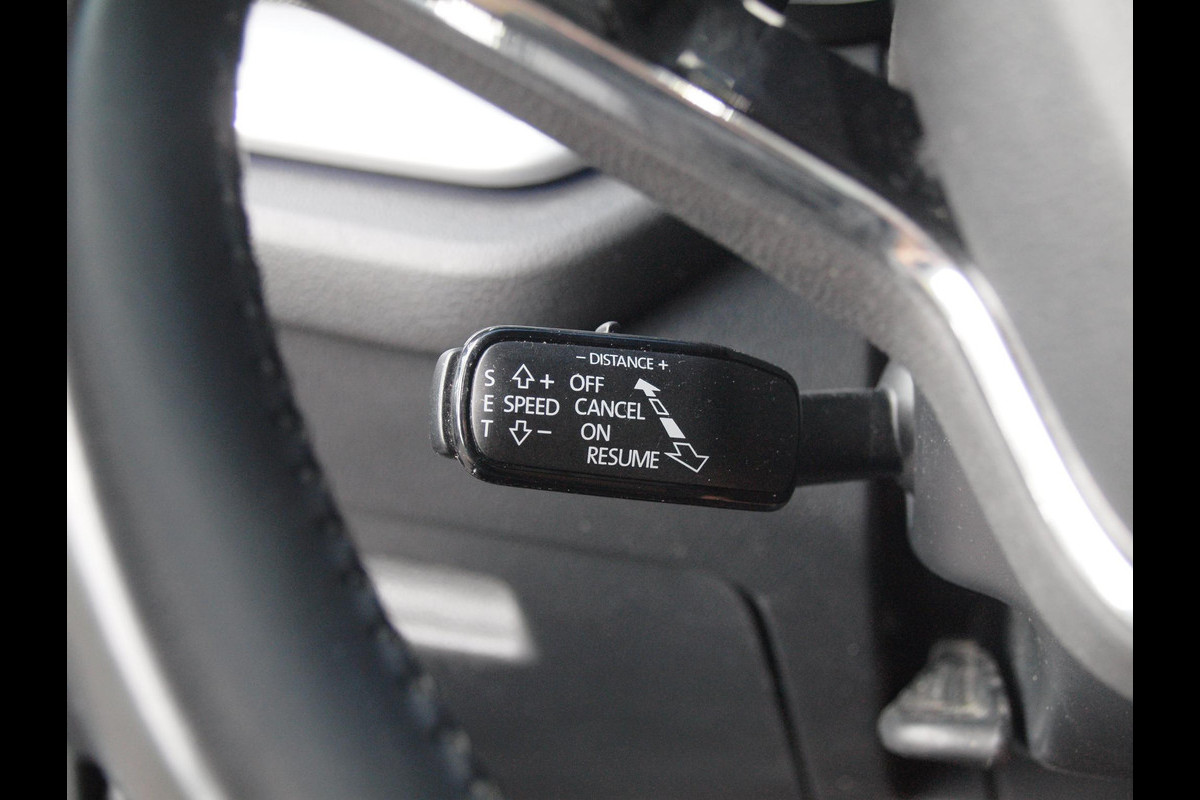 - DISTANCE +
S + OFF
E SPEED CANCEL
T - ON
RESUME